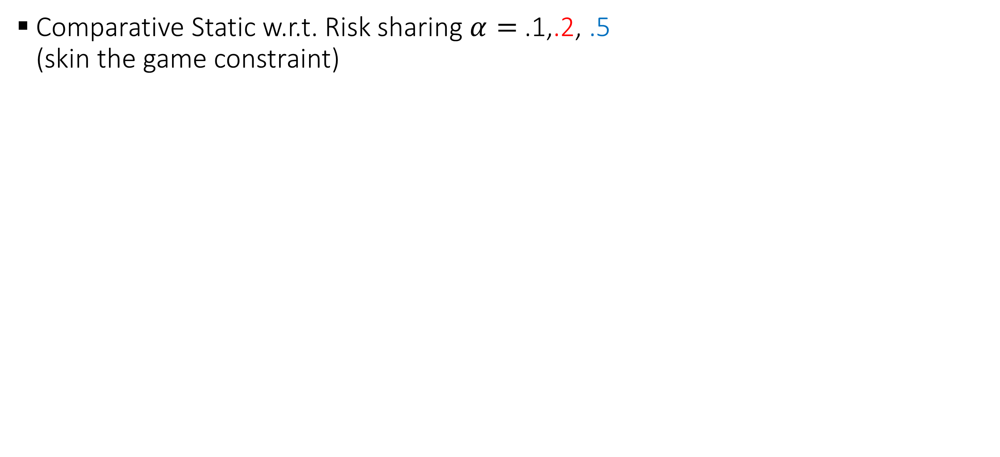 ▪ Comparative Static w.r.t. Risk sharing 𝛼 = .1,.2, .5
(skin the game constraint)